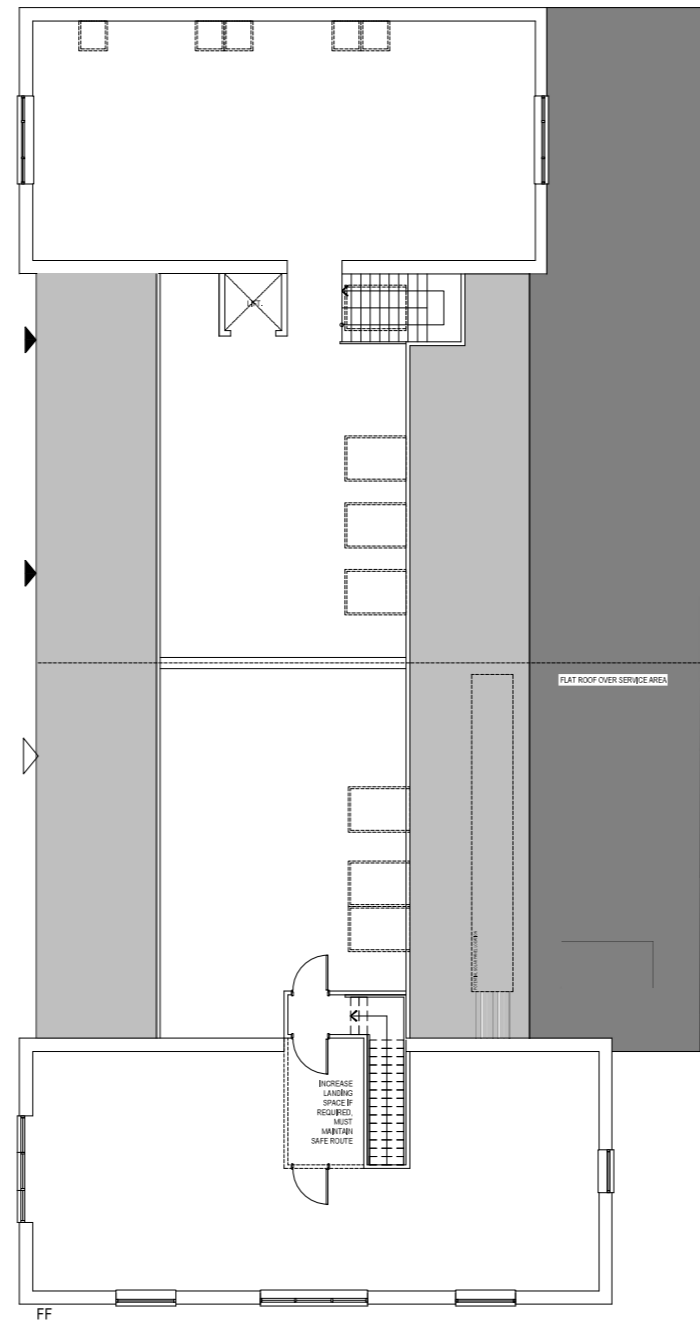 LIFT.
FLAT ROOF OVER SERVICE AREA
INCREASE
LANDING
SPACE IF
REQUIRED,
MUST
MAINTAIN
SAFE ROUTE
FF